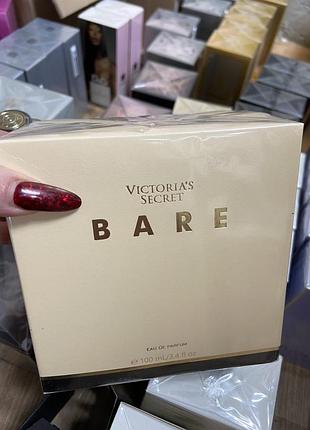 VICTORIA'S
SECRET
BARE
EAU DE PARFUM
e 100 mL/3.4 fl oz